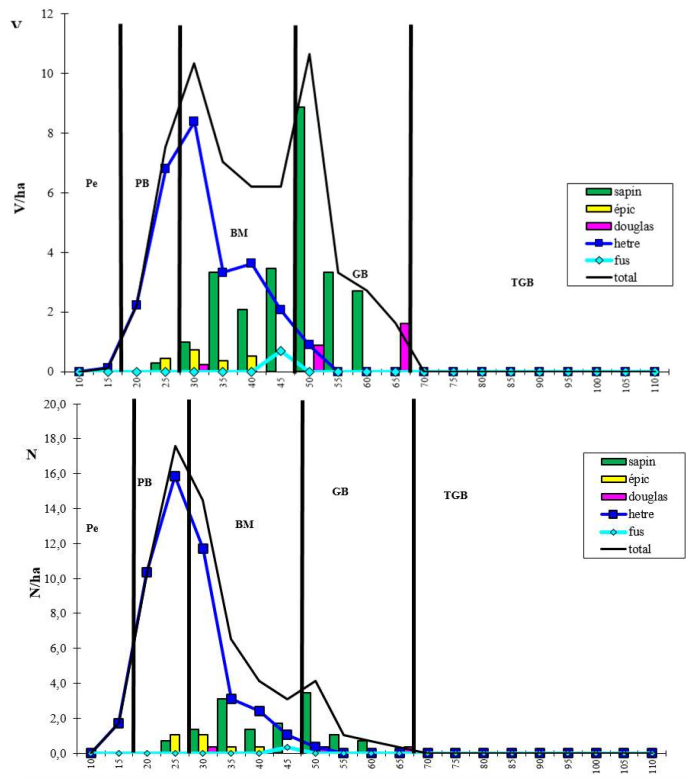 V
12
10
8
6
4
2
0
V/ha
Pe
PB
BM
GB
TGB
sapin
épic
douglas
hetre
fus
total
10 15 20 25 30 35 40 45 50 55 60 65 70 75 80 85 90 95 100 105 110
N
20,0
18,0
16,0
14,0
12,0
10,0
8,0
6,0
4,0
2,0
0,0
N/ha
Pe
PB
BM
GB
TGB
sapin
épic
douglas
hetre
fus
total
10 15 20 25 30 35 40 45 50 55 60 65 70 75 80 85 90 95 100 105 110